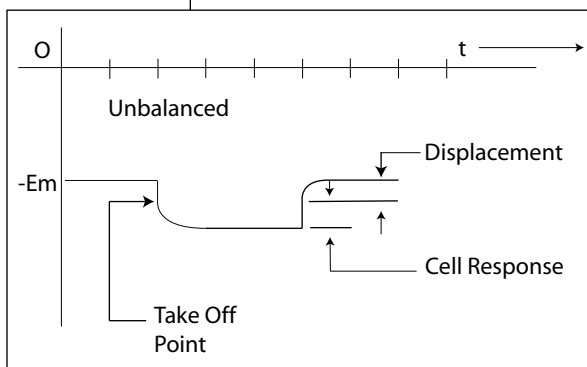 O
t
Unbalanced
Displacement
-Em
Cell Response
Take Off
Point